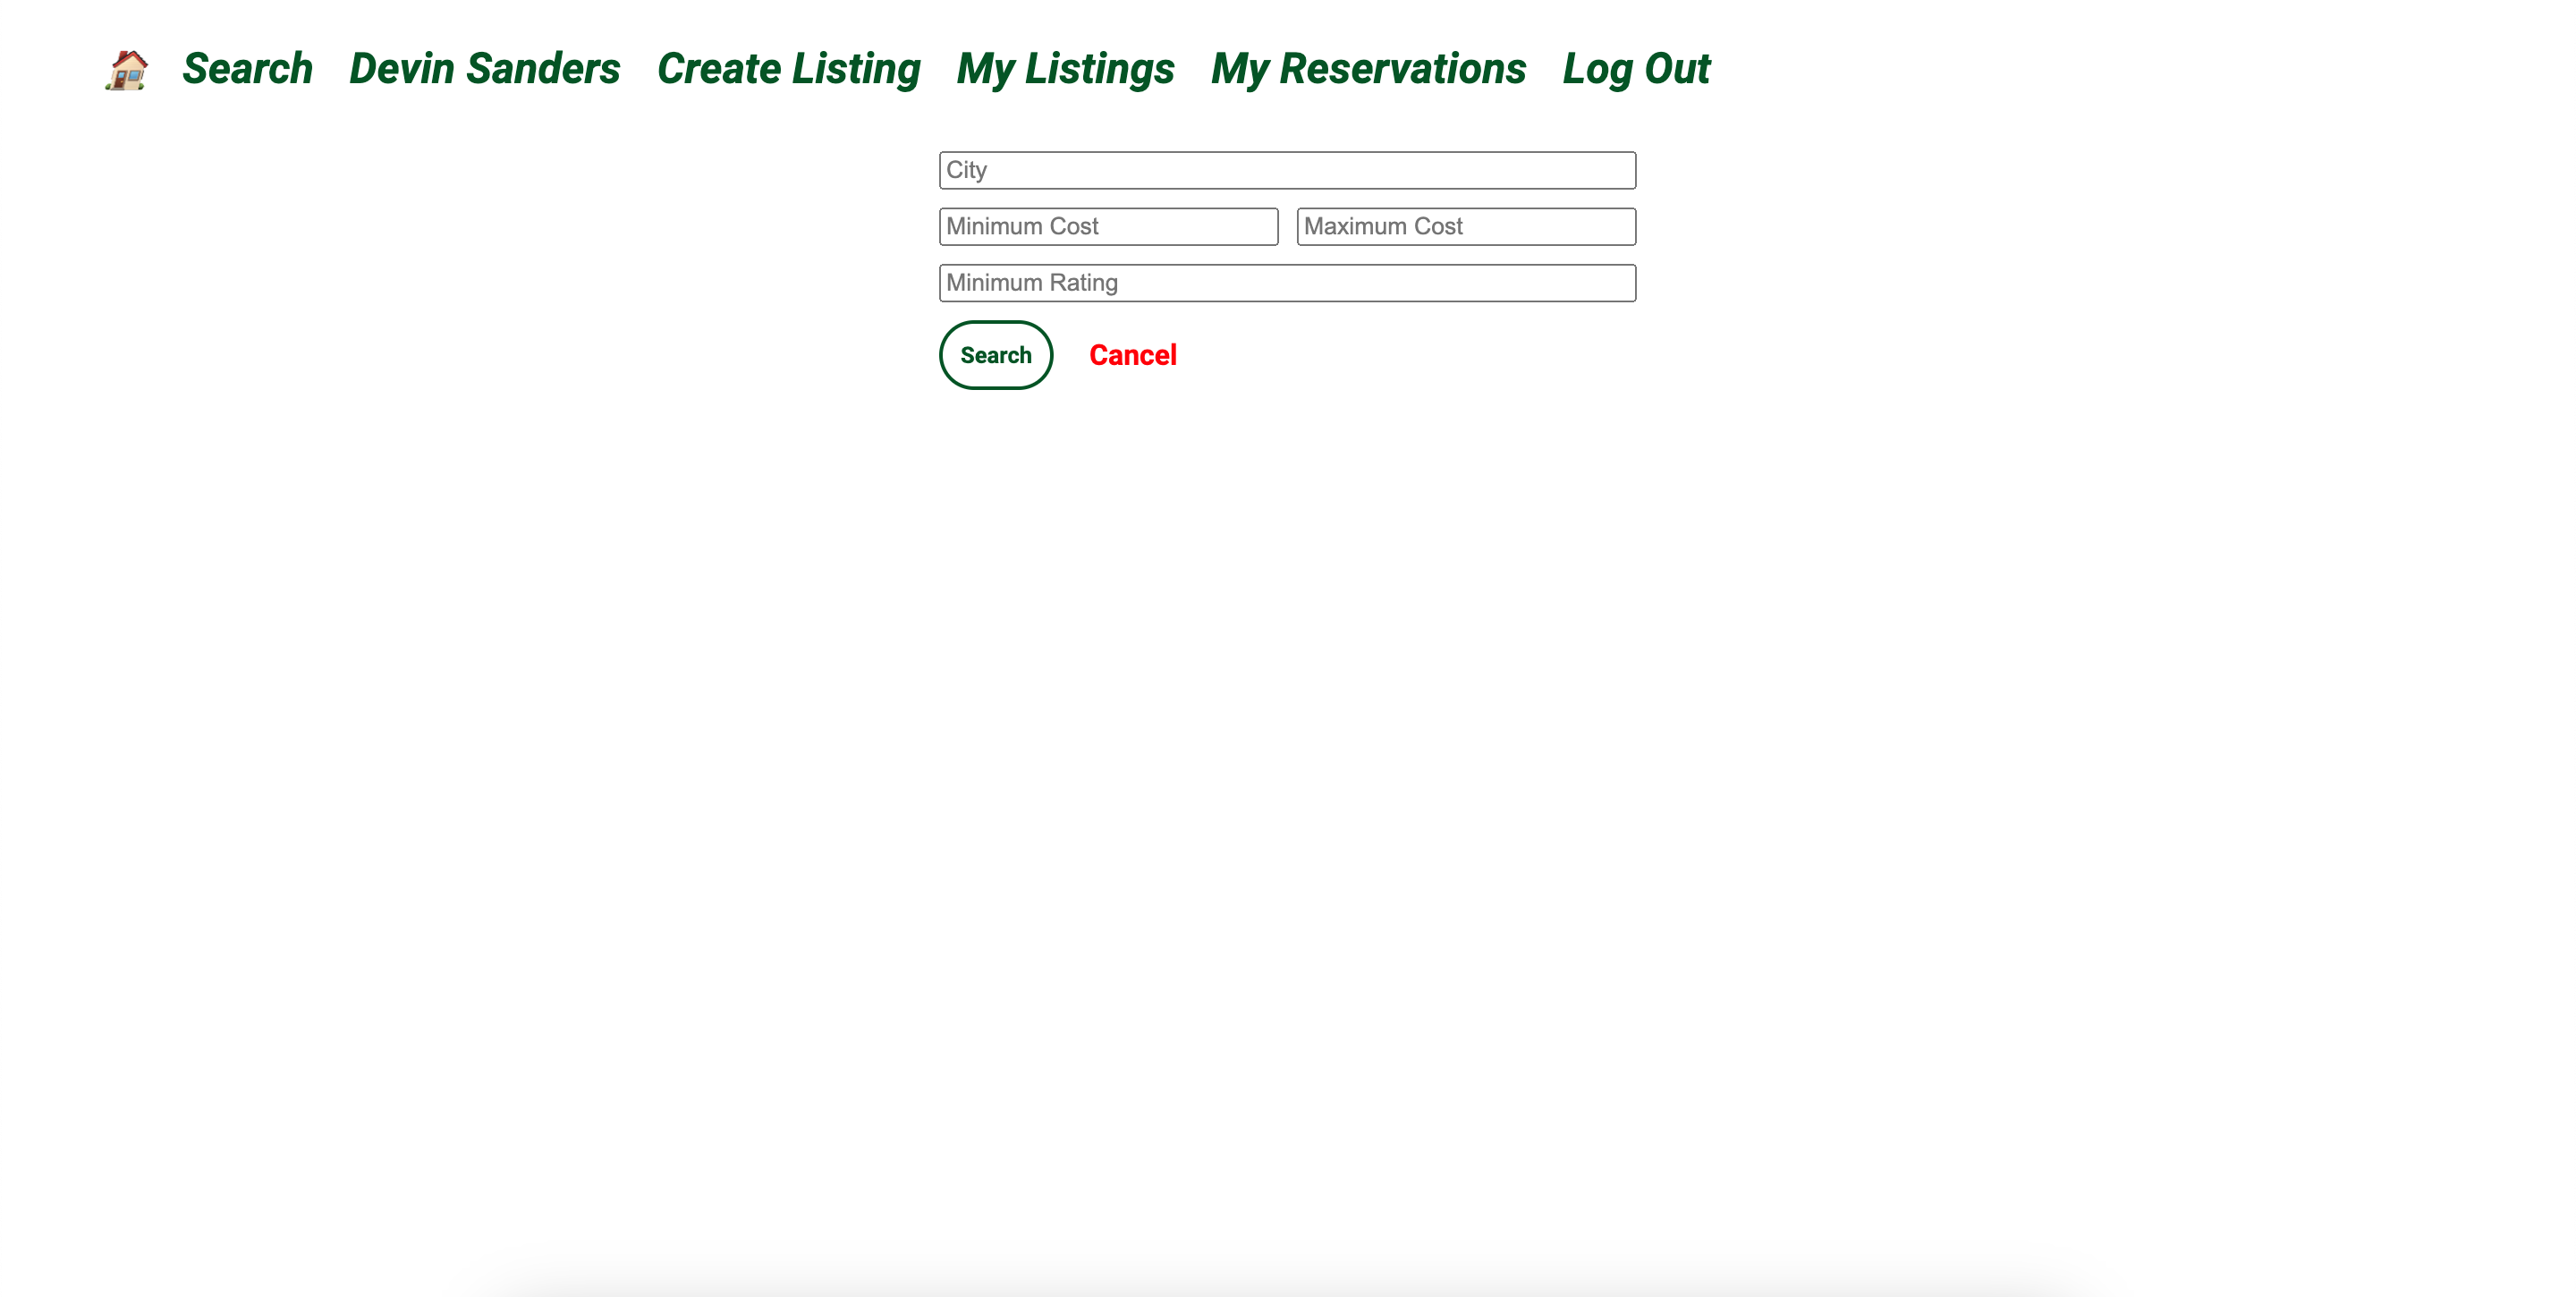 Search Devin Sanders Create Listing My Listings My Reservations Log Out
City
Minimum Cost Maximum Cost
Minimum Rating
Search Cancel